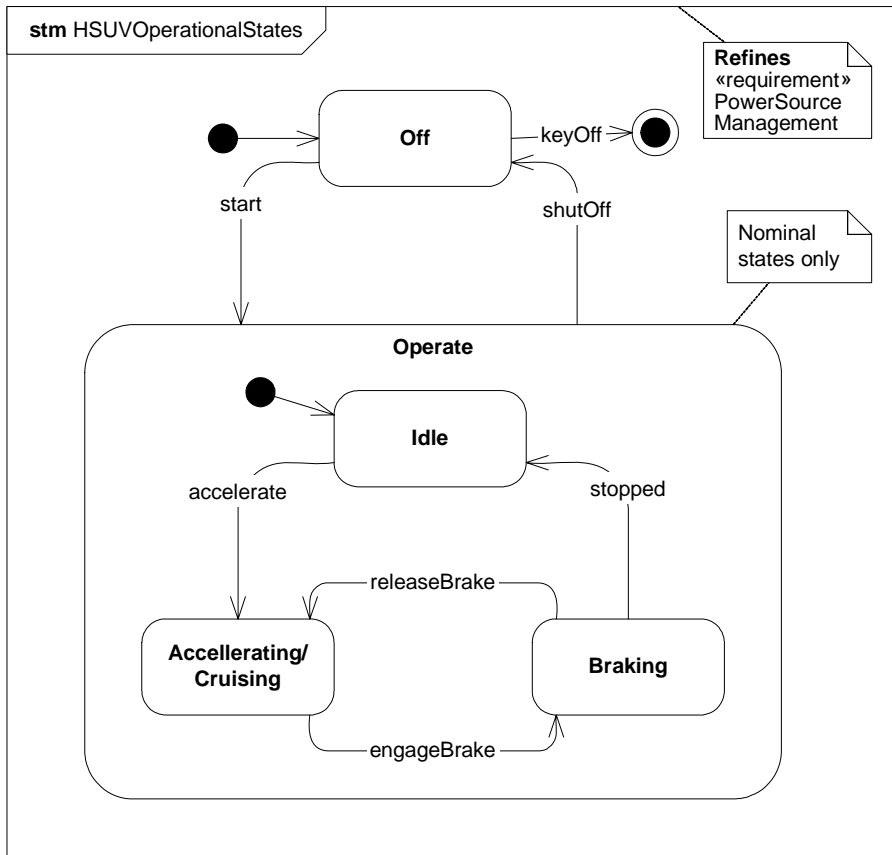 stm HSUVOperationalStates
Refines
«requirement»
PowerSource
Management
Off
keyOff
start
shutOff
Nominal
states only
Operate
Idle
accelerate
stopped
releaseBrake
Accellerating/
Cruising
Braking
engageBrake